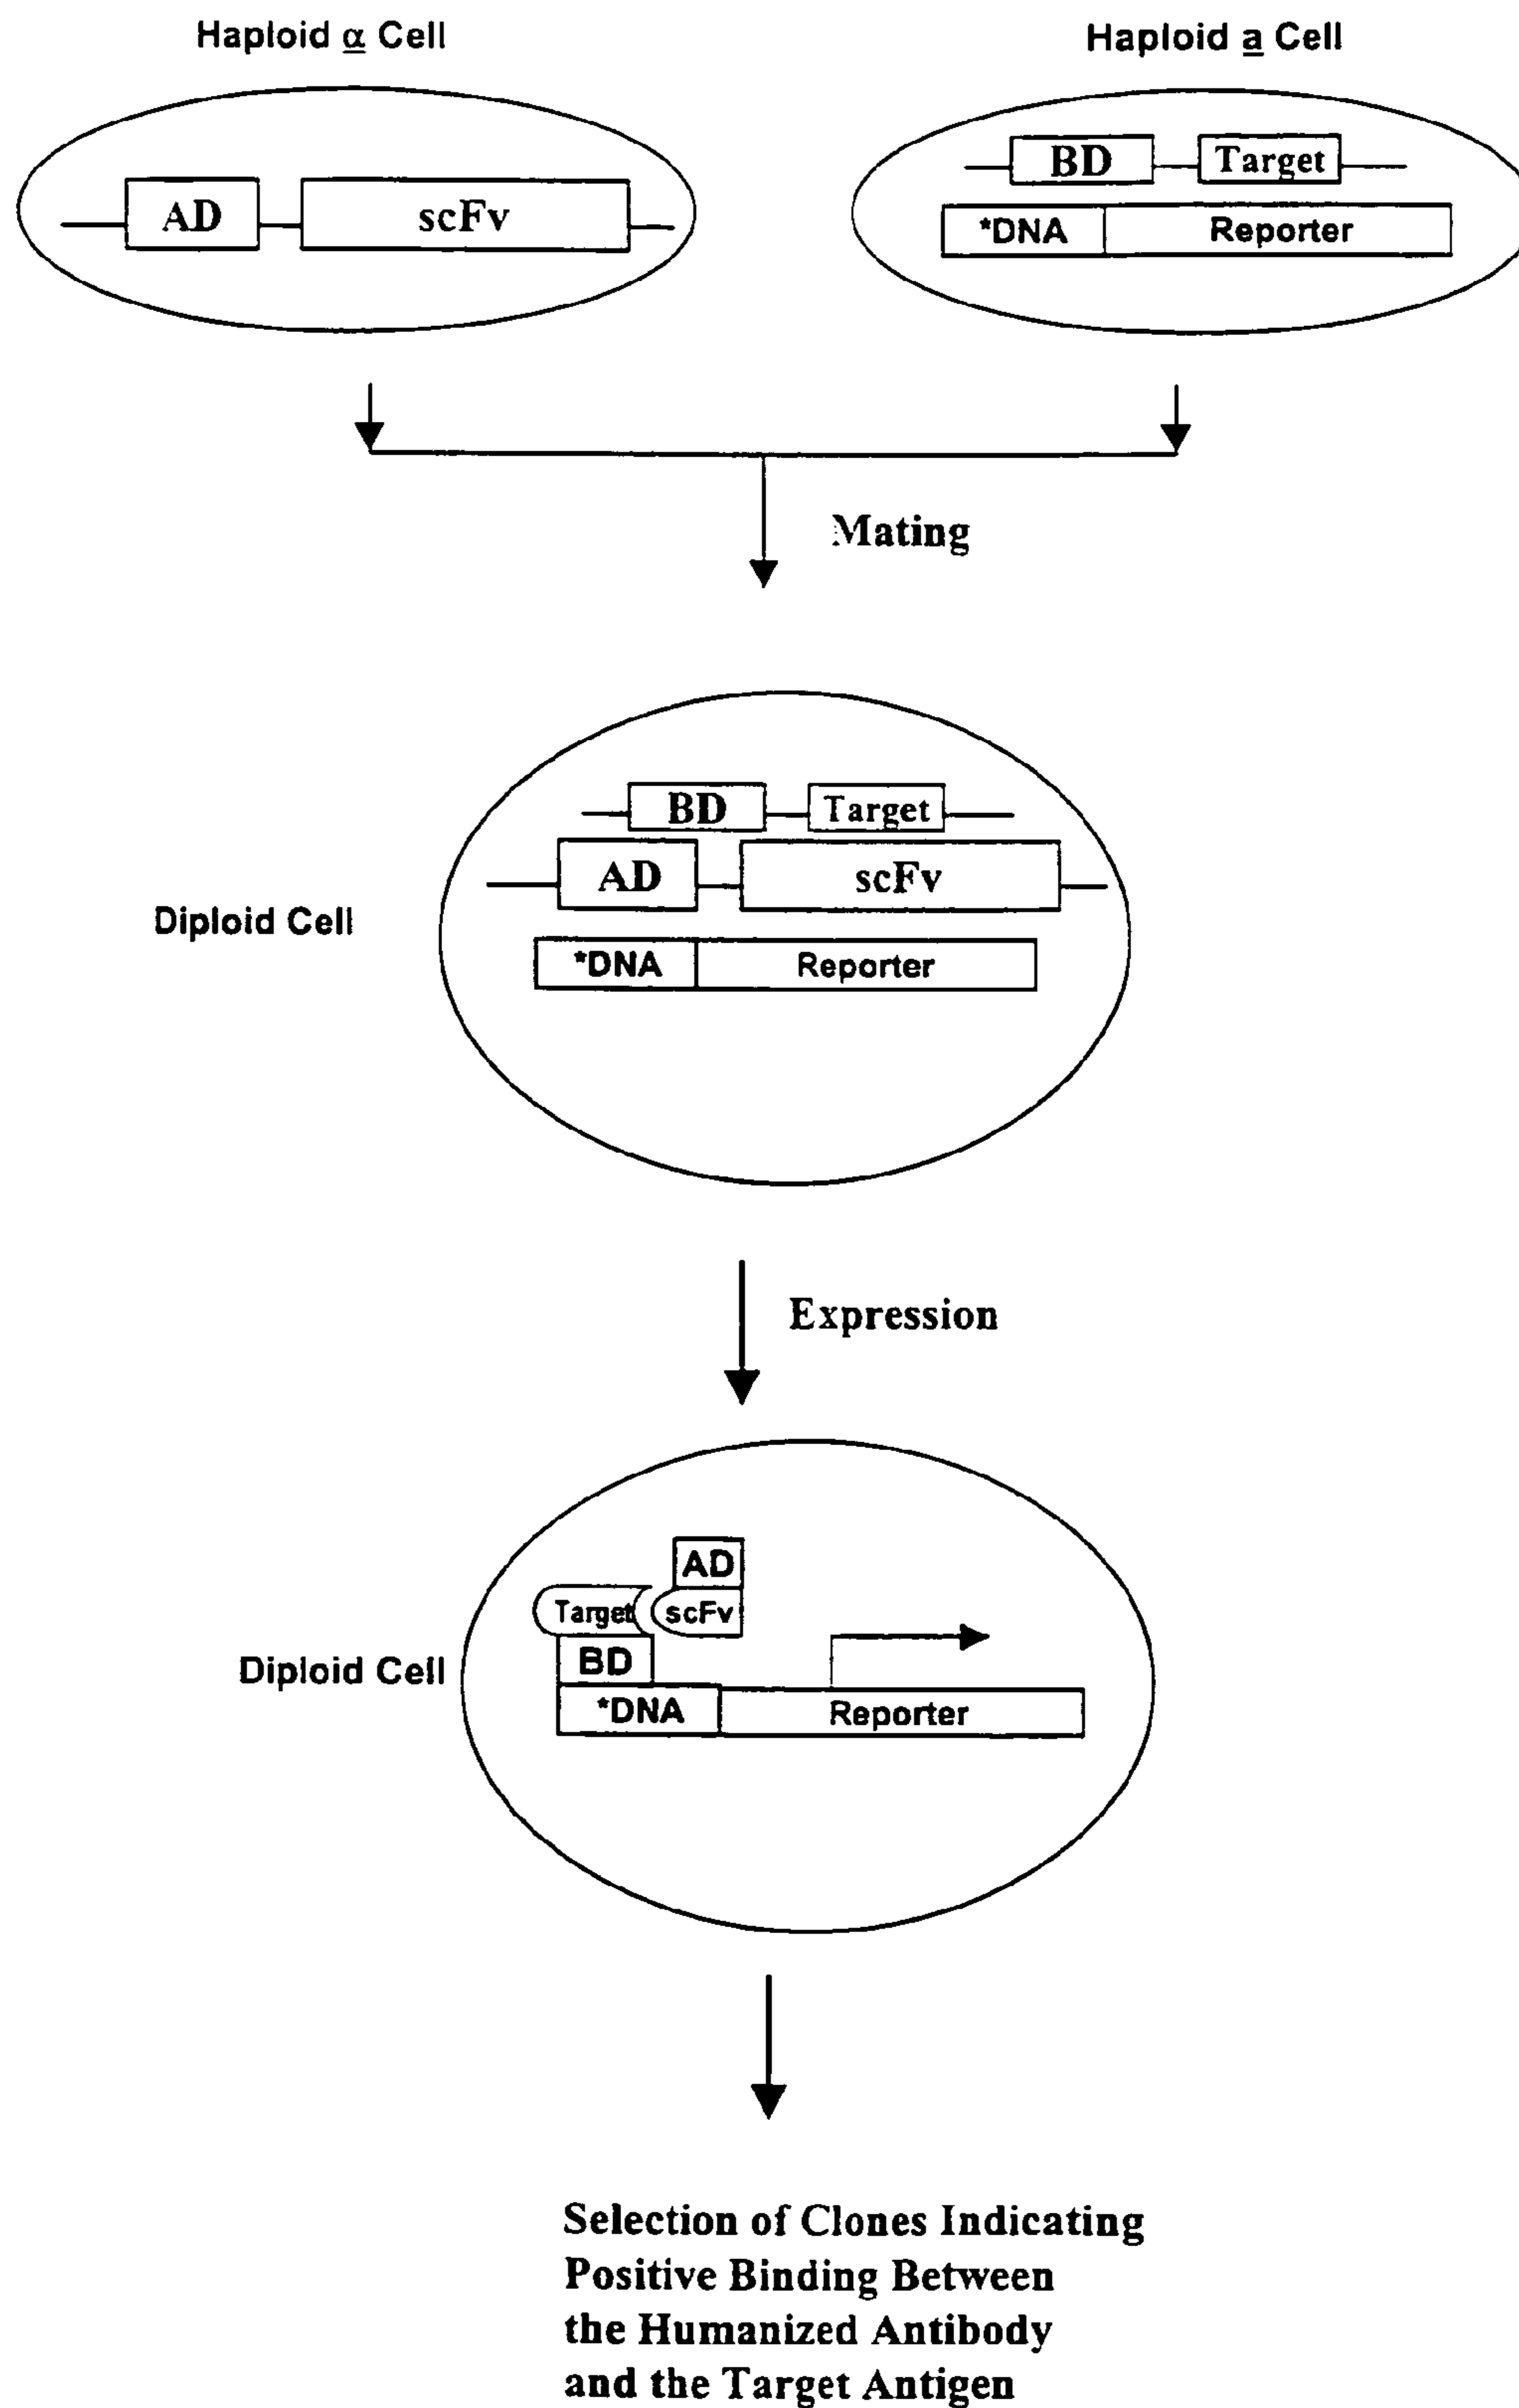 Haploid α Cell
Haploid a Cell
AD
scFv
BD
Target
*DNA
Reporter
Mating
BD
Target
AD
scFv
*DNA
Reporter
Diploid Cell
Expression
AD
Target
scFv
BD
*DNA
Reporter
Diploid Cell
Selection of Clones Indicating
Positive Binding Between
the Humanized Antibody
and the Target Antigen